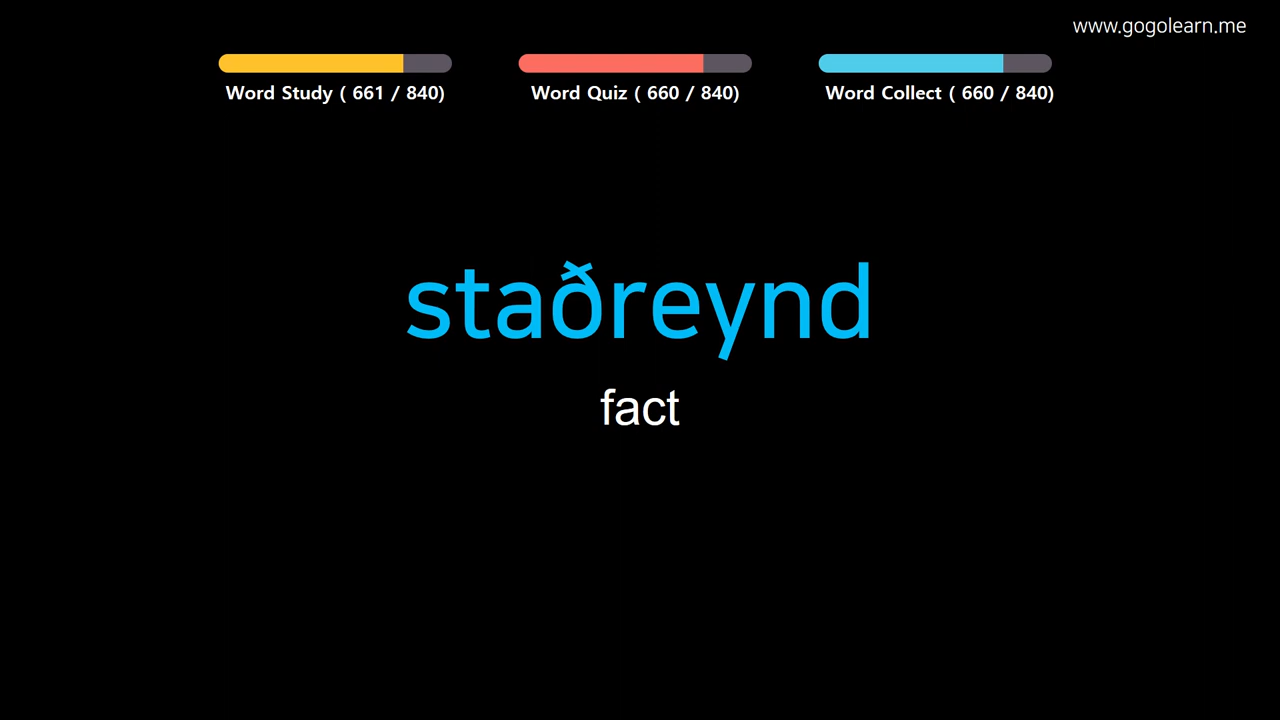 www.gogolearn.me
Word Study ( 661 / 840)
Word Quiz ( 660 / 840)
Word Collect ( 660 / 840)
staðreynd
fact